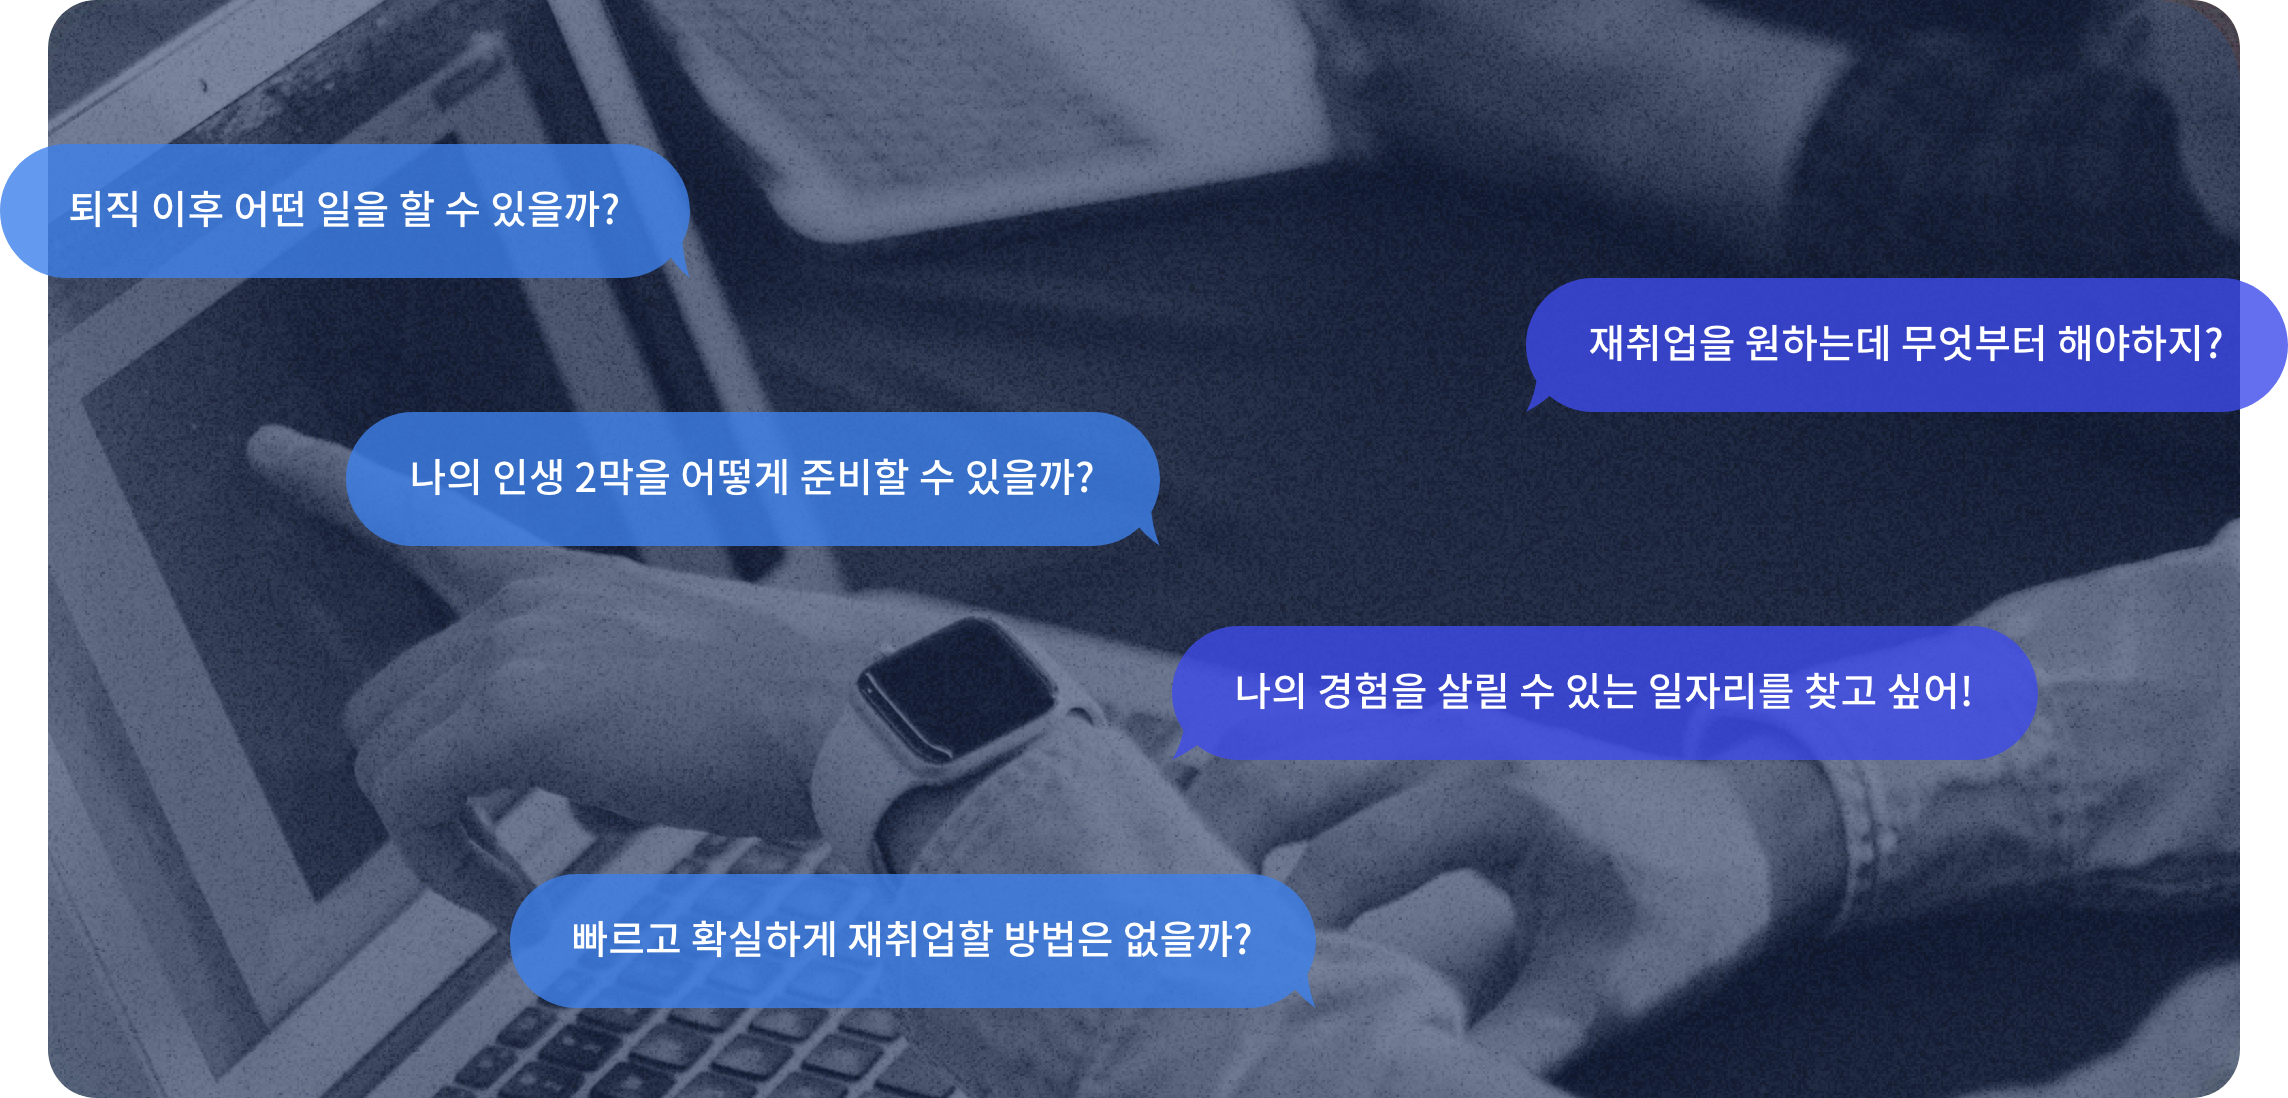 퇴직 이후 어떤 일을 할 수 있을까?
재취업을 원하는데 무엇부터 해야하지?
나의 인생 2막을 어떻게 준비할 수 있을까?
나의 경험을 살릴 수 있는 일자리를 찾고 싶어!
빠르고 확실하게 재취업할 방법은 없을까?